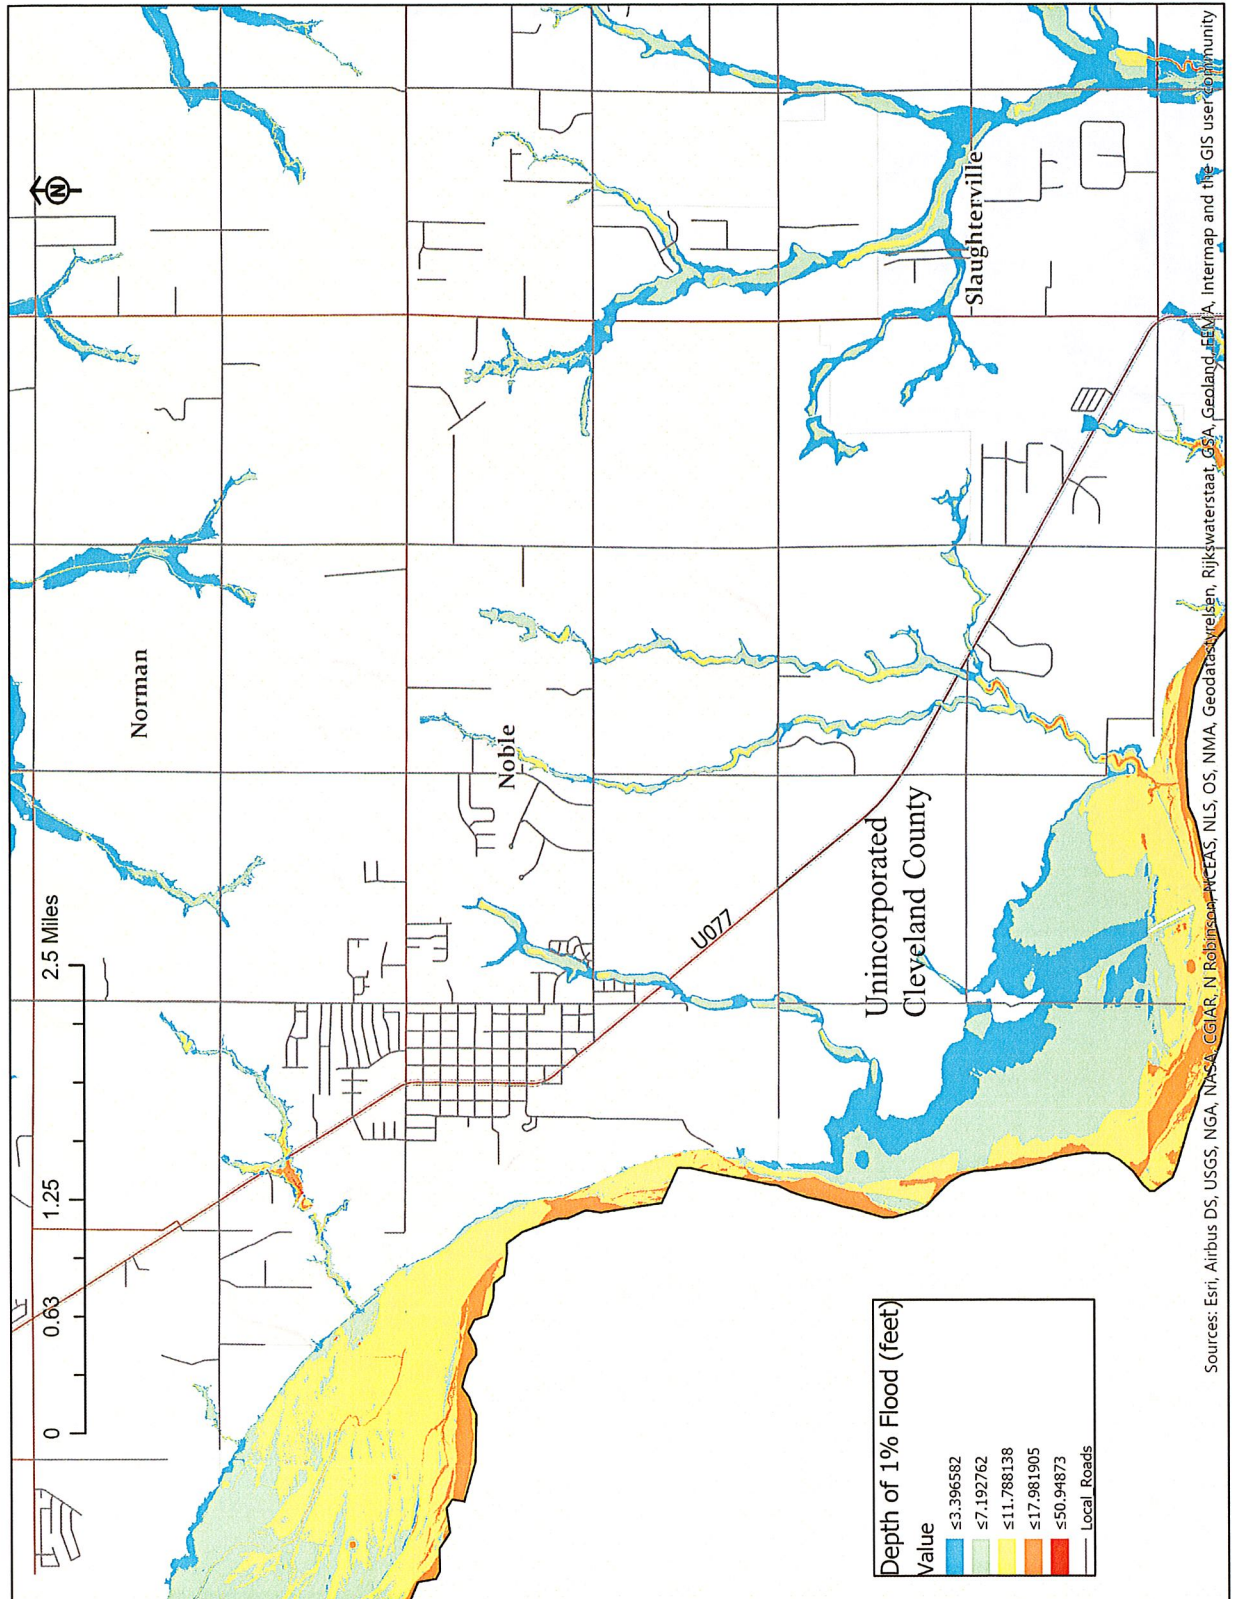 N
2.5 Miles
1.25
0.63
0
Norman
Noble
Slaughterville
U077
Unincorporated
Cleveland County
Depth of 1% Flood (feet)
Value
≤3.396582
≤7.192762
≤11.788138
≤17.981905
≤50.94873
Local_Roads
Sources: Esri, Airbus DS, USGS, NGA, NASA, CGIAR, N Robinson, NCEAS, NLS, OS, NMA, Geodatastyrelsen, Rijkswaterstaat, GSA, Geoland, FEMA, Intermap and the GIS user community